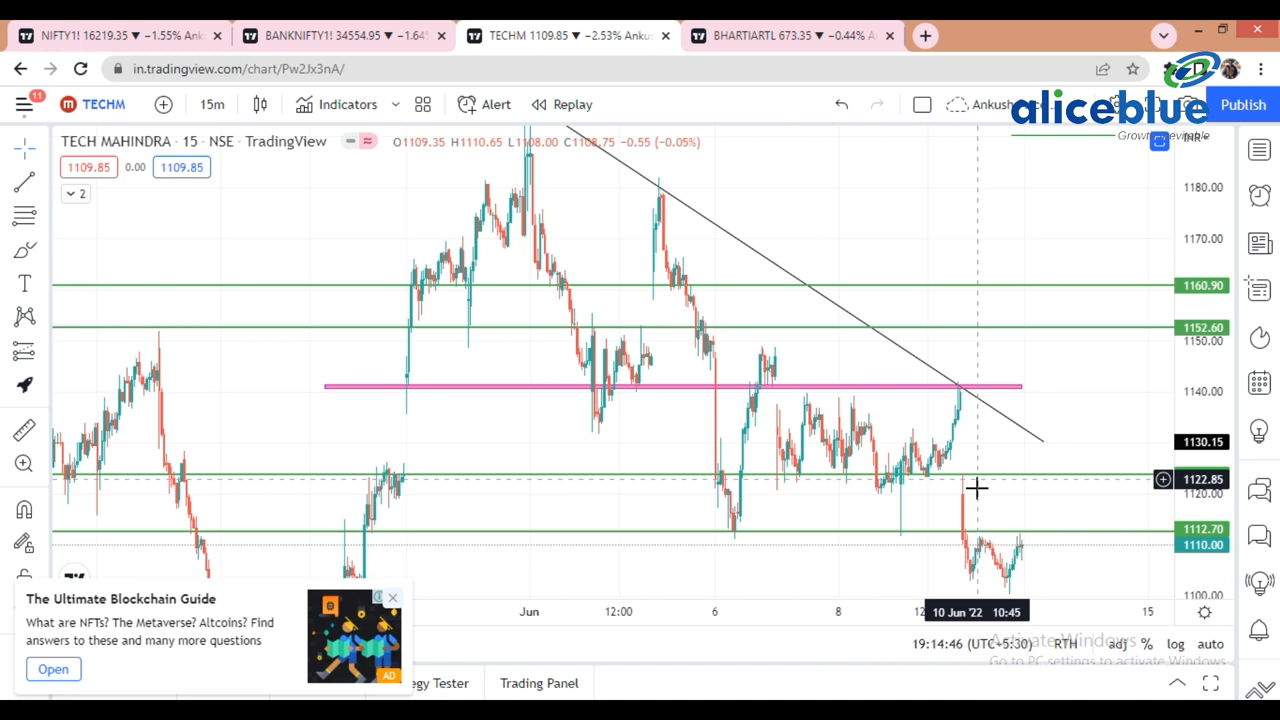 NIFTY1! 16219.35 ▼ −1.55% Ank
BANKNIFTY1! 34554.95 ▼ −1.64%
TECHM 1109.85 ▼ −2.53% Ankus
BHARTIARTL 673.35 ▼ −0.44% A
in.tradingview.com/chart/Pw2Jx3nA/
11
TECHM
15m
Indicators
Alert
Replay
Ankus
Publish
aliceblue
TECH MAHINDRA · 15 · NSE · TradingView
O1109.35 H1110.65 L1108.00 C1108.75 −0.55 (−0.05%)
INR
1109.85 0.00 1109.85
2
1180.00
1170.00
1160.90
1152.60
1150.00
1140.00
1130.15
1122.85
1120.00
1112.70
1110.00
1100.00
Jun
12:00
6
8
12
10 Jun '22 10:45
15
The Ultimate Blockchain Guide
What are NFTs? The Metaverse? Altcoins? Find
answers to these and many more questions
Open
AD
19:14:46 (UTC+5:30)
RTH
adj
%
log
auto
Activate Windows
Go to PC settings to activate Windows.
egy Tester
Trading Panel